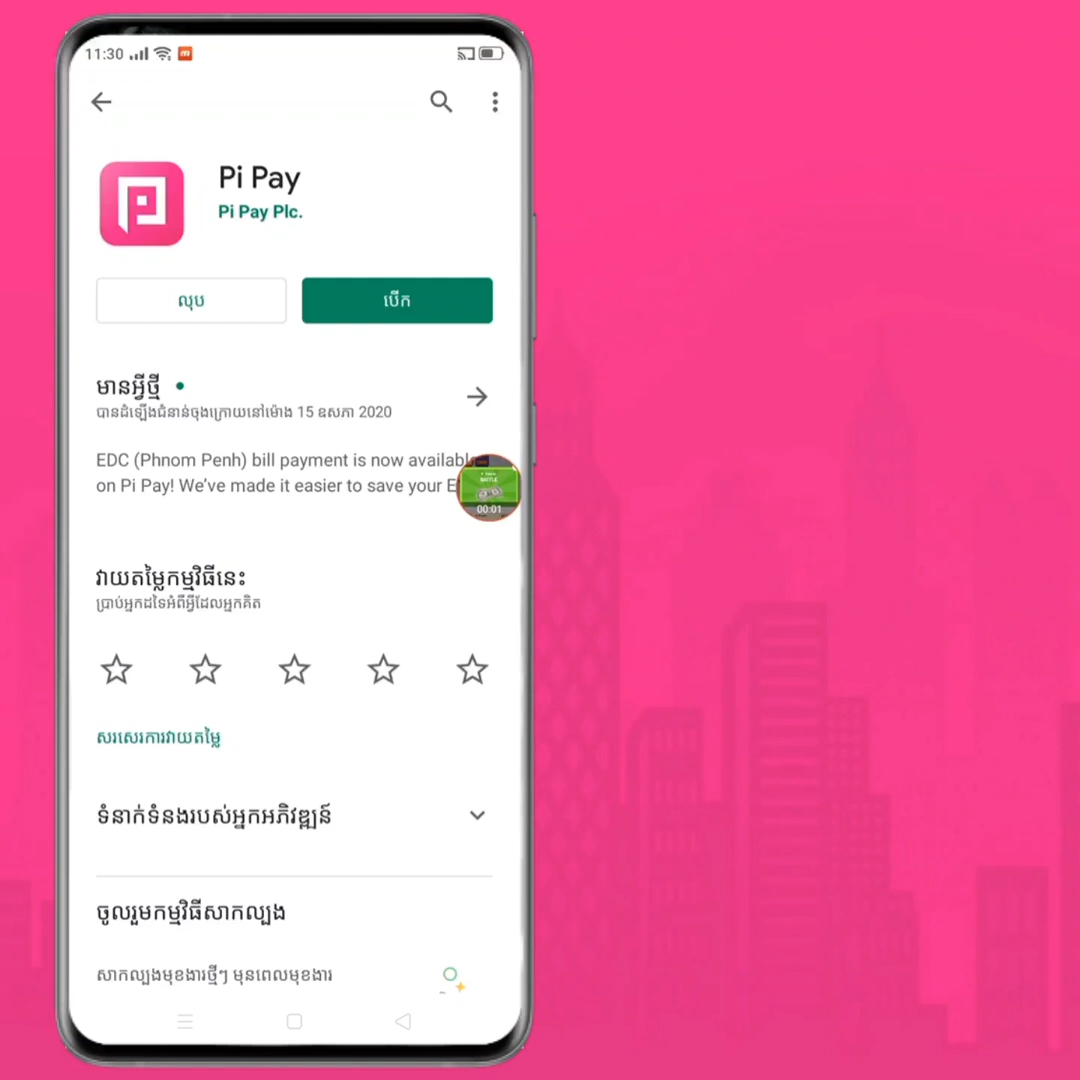 11:30
Pi Pay
Pi Pay Plc.
លុប
បើក
មានអ្វីថ្មី
បានដំឡើងជំនាន់ចុងក្រោយនៅម៉ោង 15 ឧសភា 2020
EDC (Phnom Penh) bill payment is now available
on Pi Pay! We’ve made it easier to save your E
BATTLE
00:01
វាយតម្លៃកម្មវិធីនេះ
ប្រាប់អ្នកដទៃអំពីអ្វីដែលអ្នកគិត
សរសេរការវាយតម្លៃ
ទំនាក់ទំនងរបស់អ្នកអភិវឌ្ឍន៍
ចូលរួមកម្មវិធីសាកល្បង
សាកល្បងមុខងារថ្មីៗ មុនពេលមុខងារ